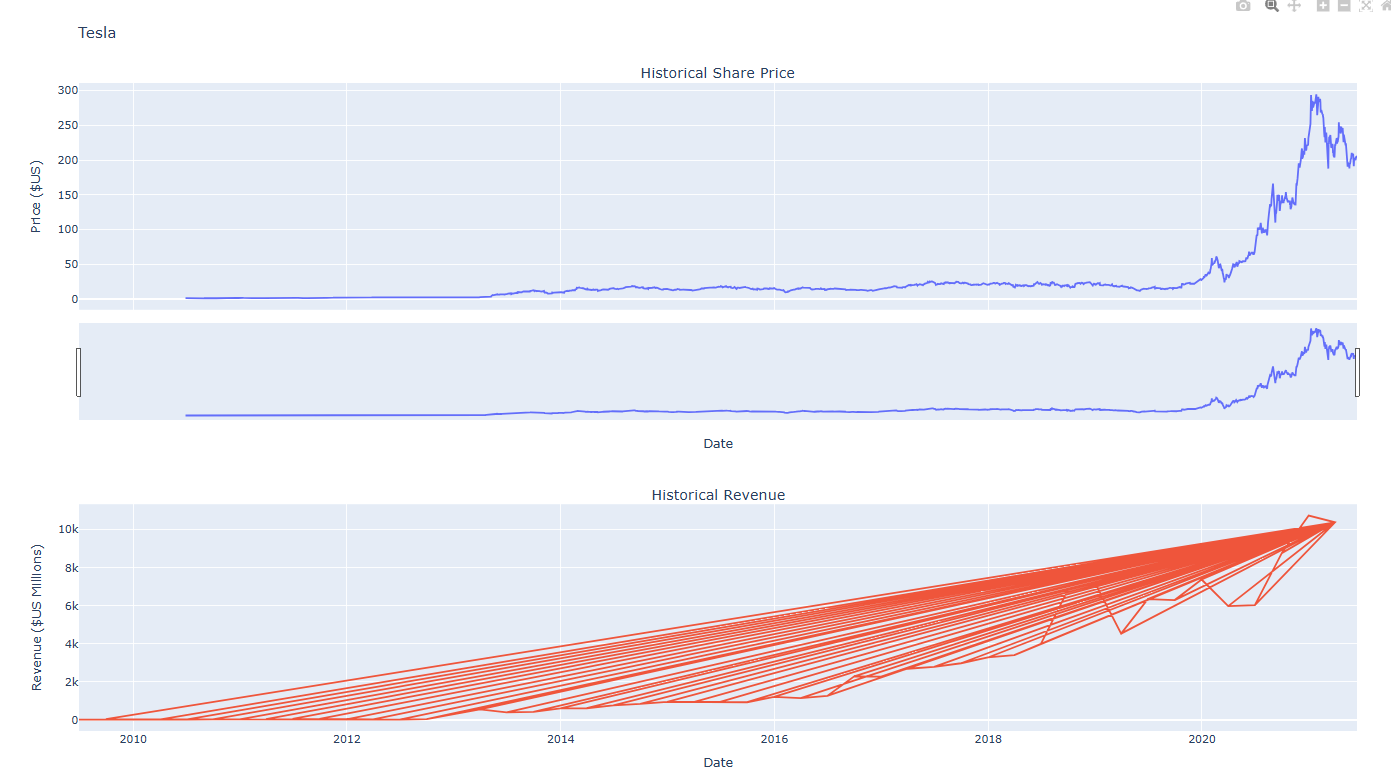 Tesla
Historical Share Price
300
250
200
150
100
50
0
Price ($US)
Date
Historical Revenue
10k
8k
6k
4k
2k
0
Revenue ($US Millions)
2010 2012 2014 2016 2018 2020
Date